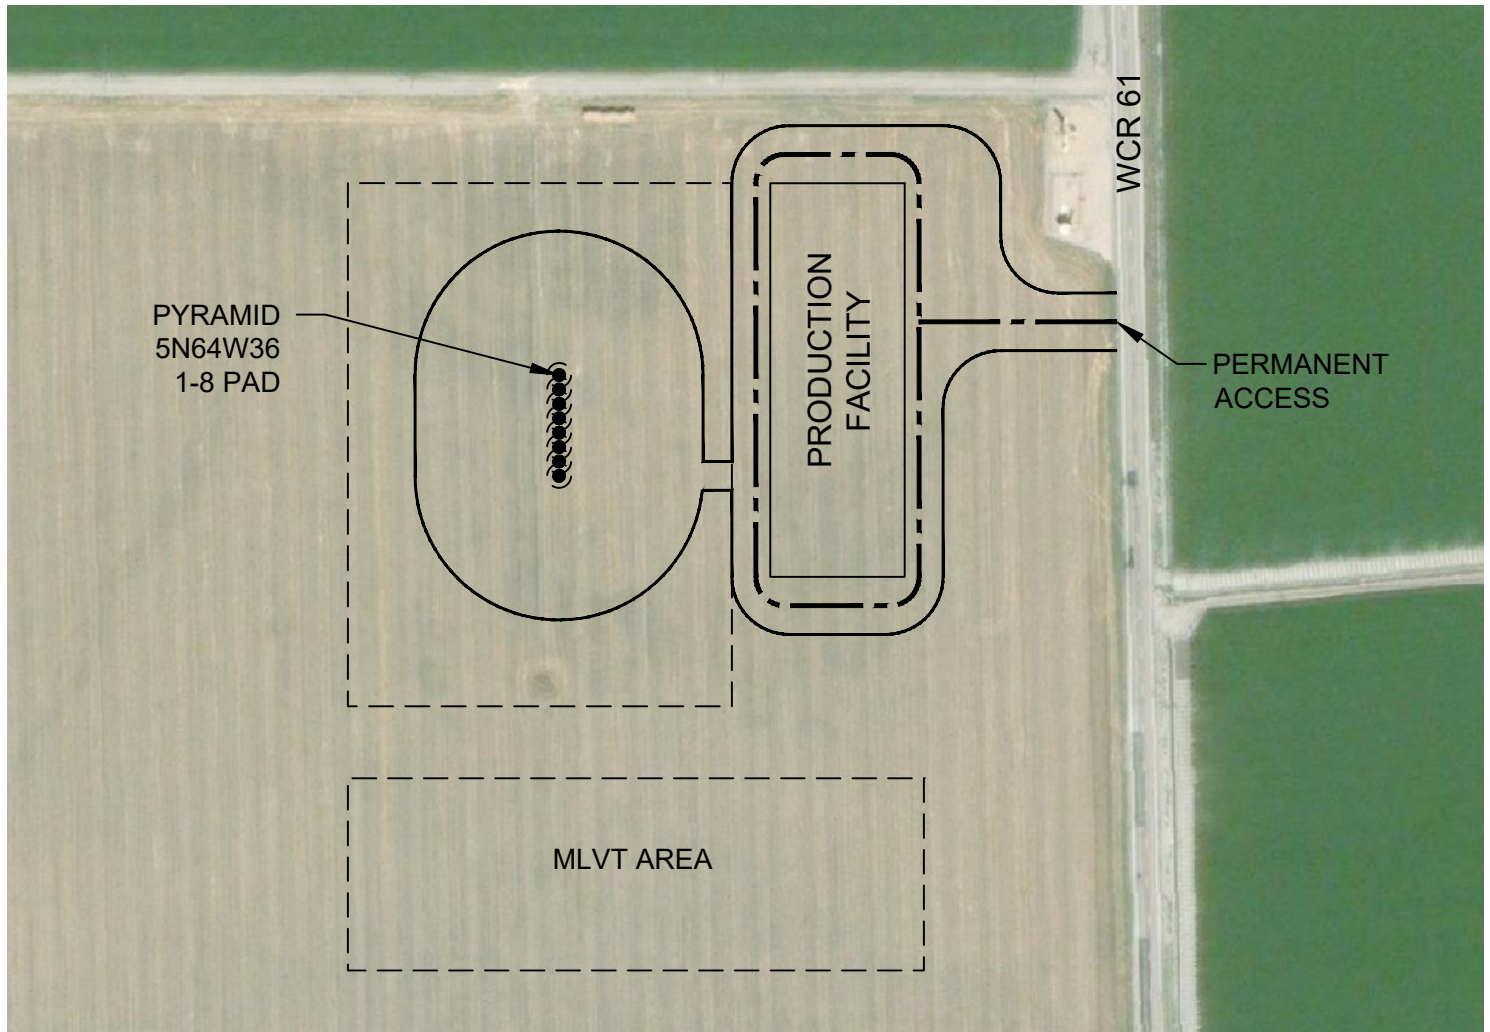 WCR 61
PYRAMID
5N64W36
1-8 PAD
PRODUCTION
FACILITY
PERMANENT
ACCESS
MLVT AREA